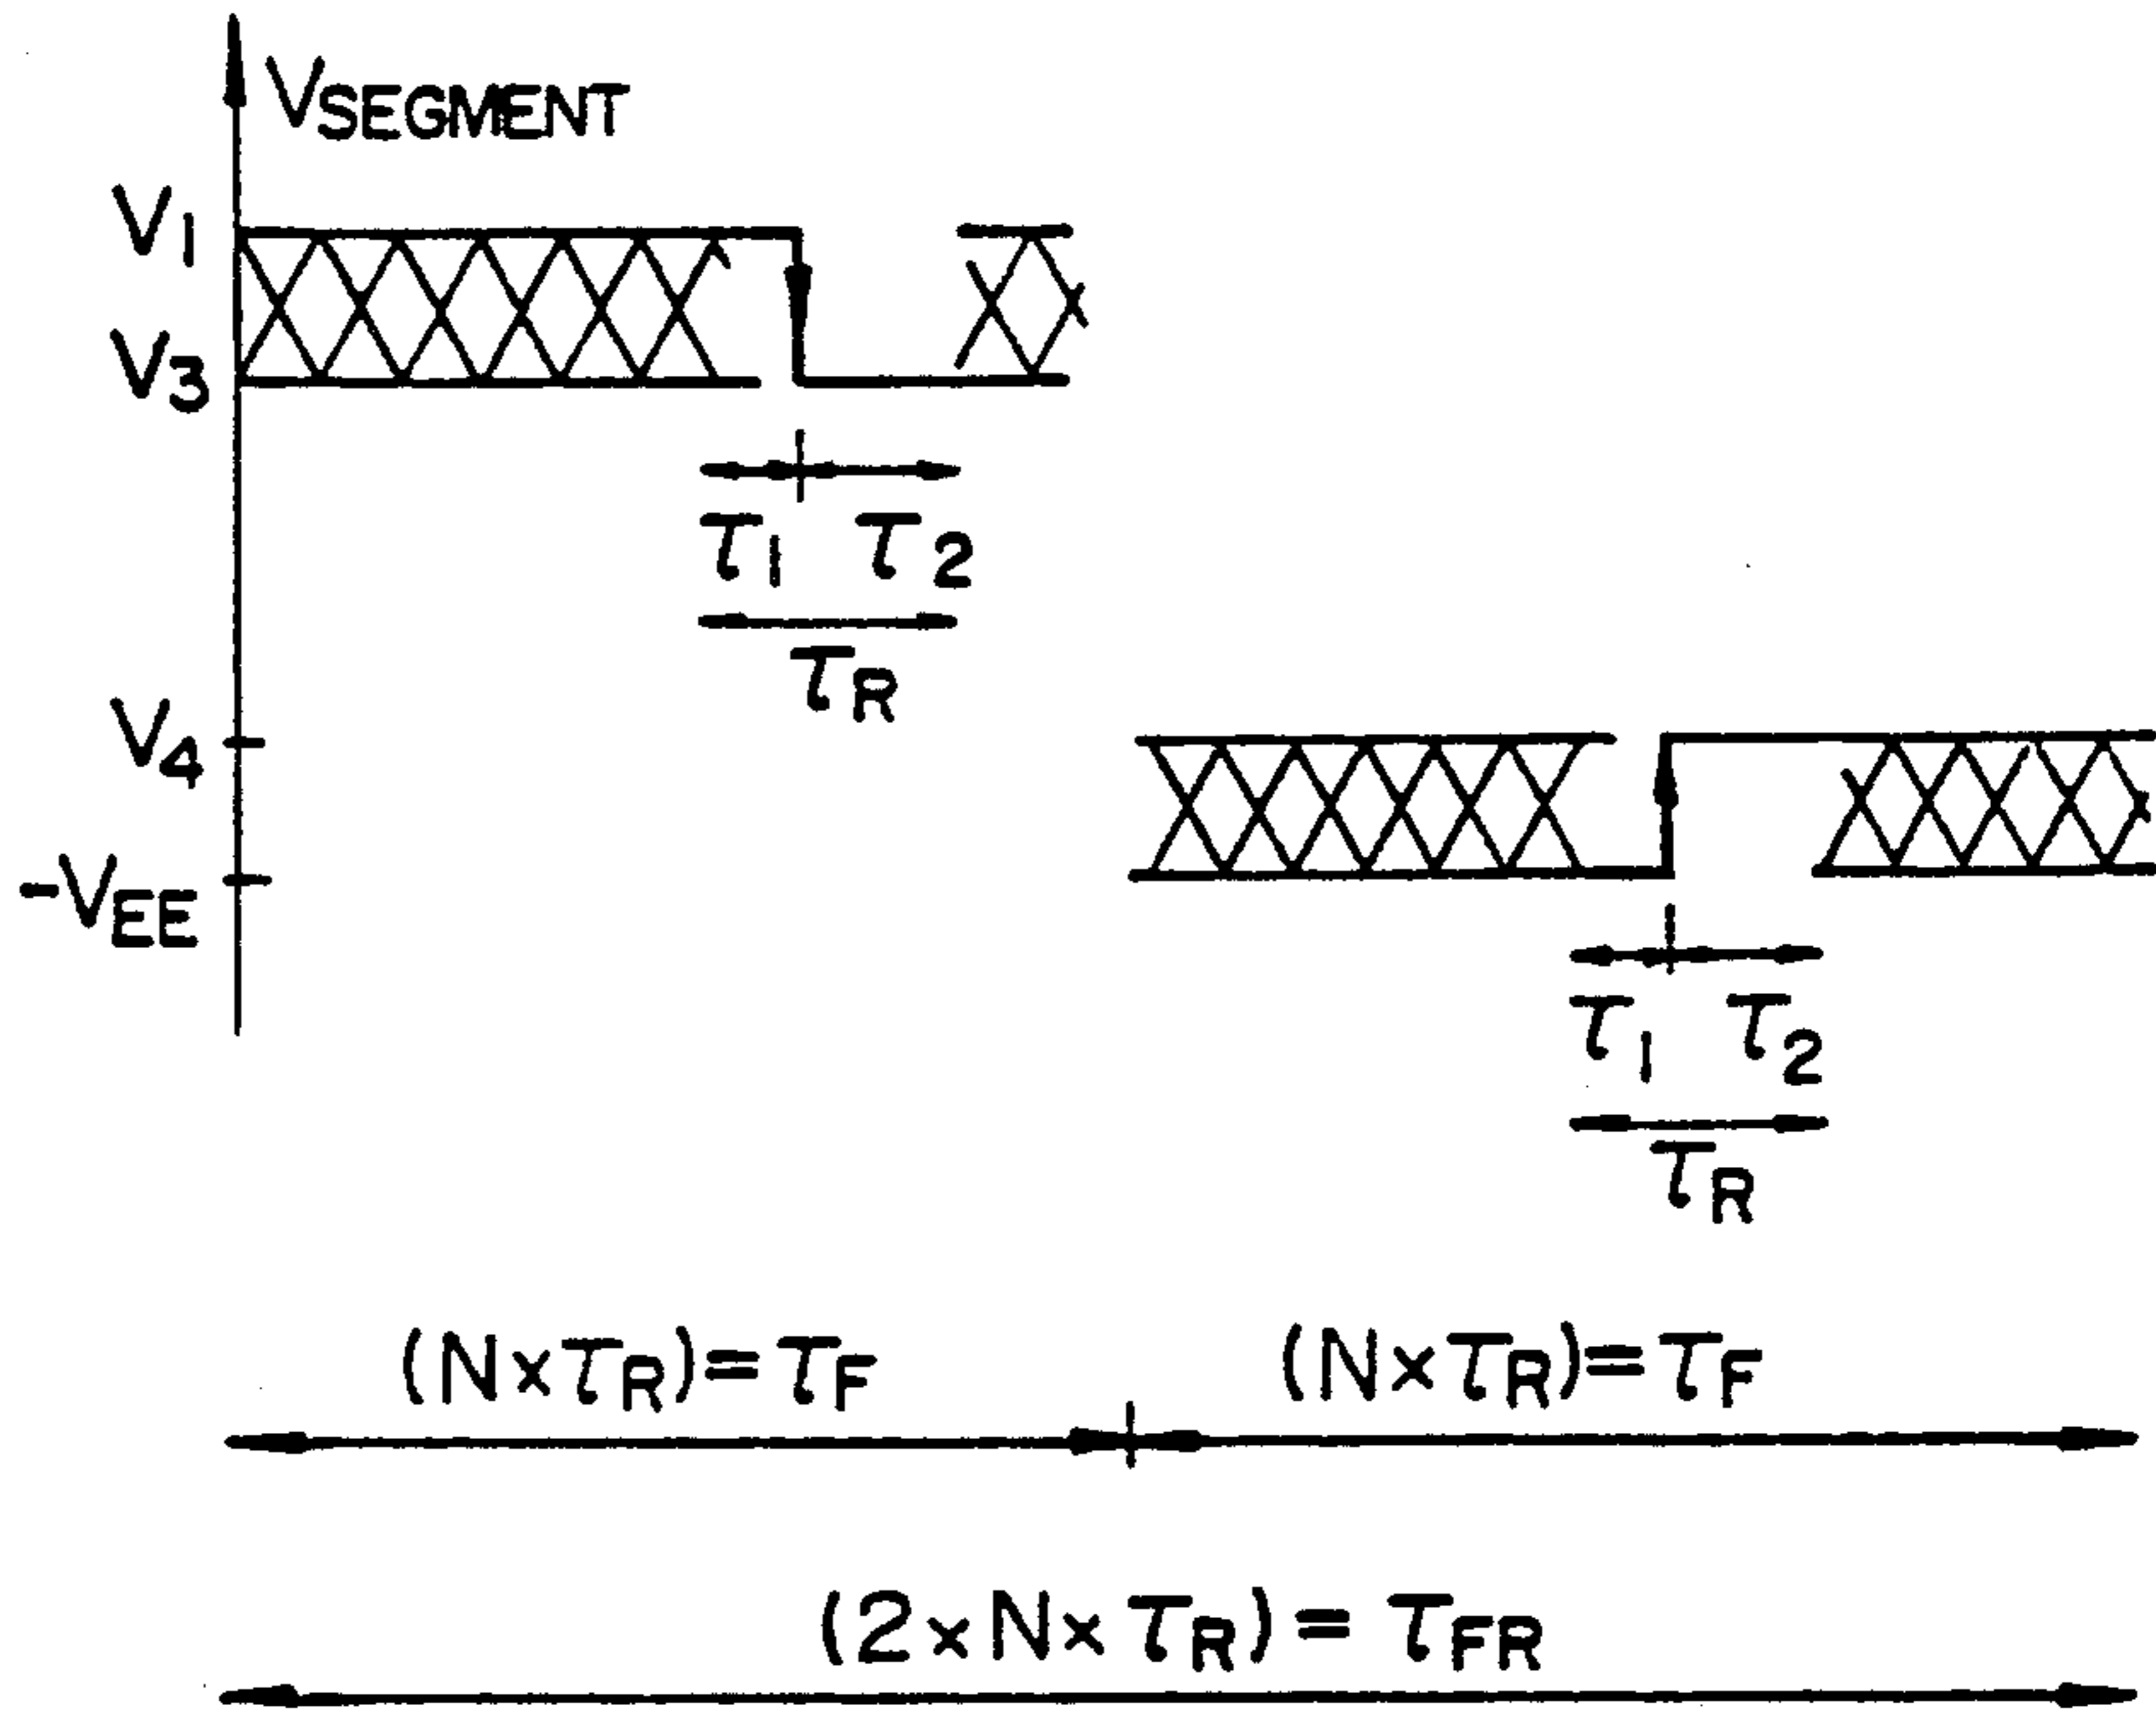 VSEGMENT
V1
V3
τ1 τ2
τR
V4
-VEE
τ1 τ2
τR
(N×τR)=τF (N×τR)=τF
(2×N×τR)=τFR